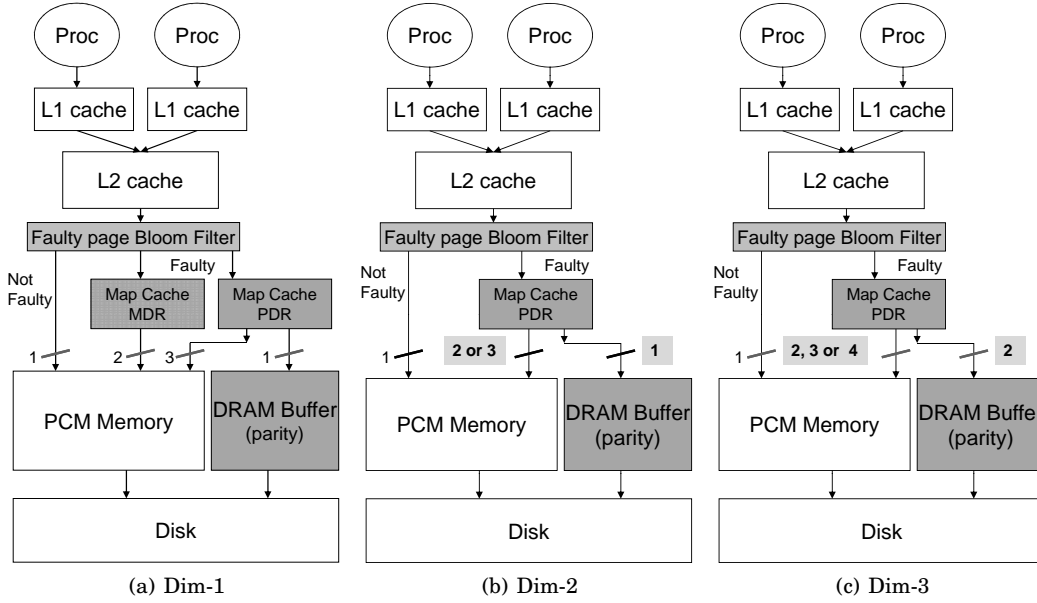 Proc
Proc
L1 cache
L1 cache
L2 cache
Faulty page Bloom Filter
Not
Faulty
Faulty
Map Cache
MDR
Map Cache
PDR
1
2
3
1
PCM Memory
DRAM Buffer
(parity)
Disk
(a) Dim-1
Proc
Proc
L1 cache
L1 cache
L2 cache
Faulty page Bloom Filter
Not
Faulty
Faulty
Map Cache
PDR
1
2 or 3
1
PCM Memory
DRAM Buffer
(parity)
Disk
(b) Dim-2
Proc
Proc
L1 cache
L1 cache
L2 cache
Faulty page Bloom Filter
Not
Faulty
Faulty
Map Cache
PDR
1
2, 3 or 4
2
PCM Memory
DRAM Buffer
(parity)
Disk
(c) Dim-3